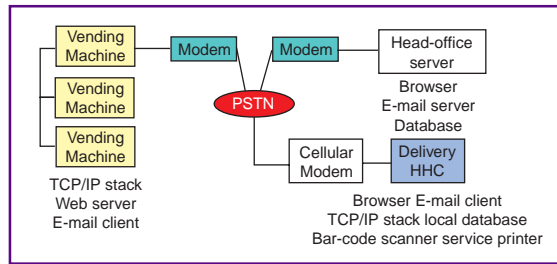 Vending
Machine
Vending
Machine
Vending
Machine
TCP/IP stack
Web server
E-mail client
Modem
Modem
PSTN
Head-office
server
Browser
E-mail server
Database
Cellular
Modem
Delivery
HHC
Browser E-mail client
TCP/IP stack local database
Bar-code scanner service printer